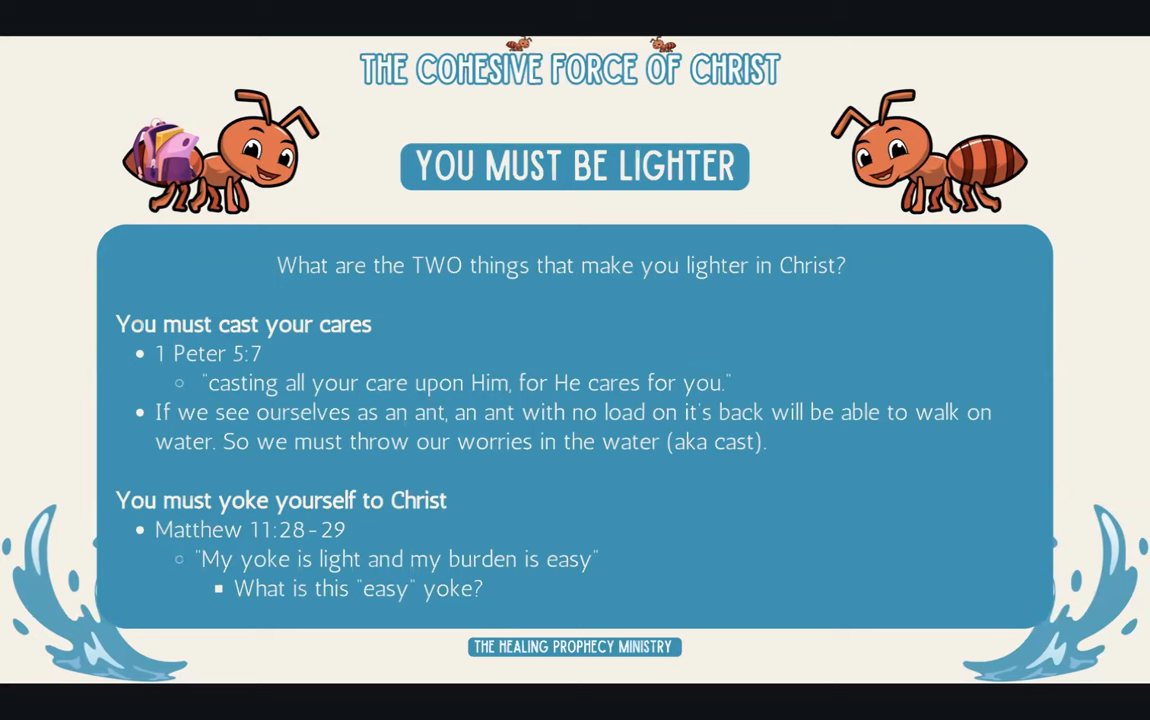 THE COHESIVE FORCE OF CHRIST
YOU MUST BE LIGHTER
What are the TWO things that make you lighter in Christ?
You must cast your cares
• 1 Peter 5:7
○ "casting all your care upon Him, for He cares for you."
• If we see ourselves as an ant, an ant with no load on it's back will be able to walk on
water. So we must throw our worries in the water (aka cast).
You must yoke yourself to Christ
• Matthew 11:28-29
○ "My yoke is light and my burden is easy"
▪ What is this "easy" yoke?
THE HEALING PROPHECY MINISTRY